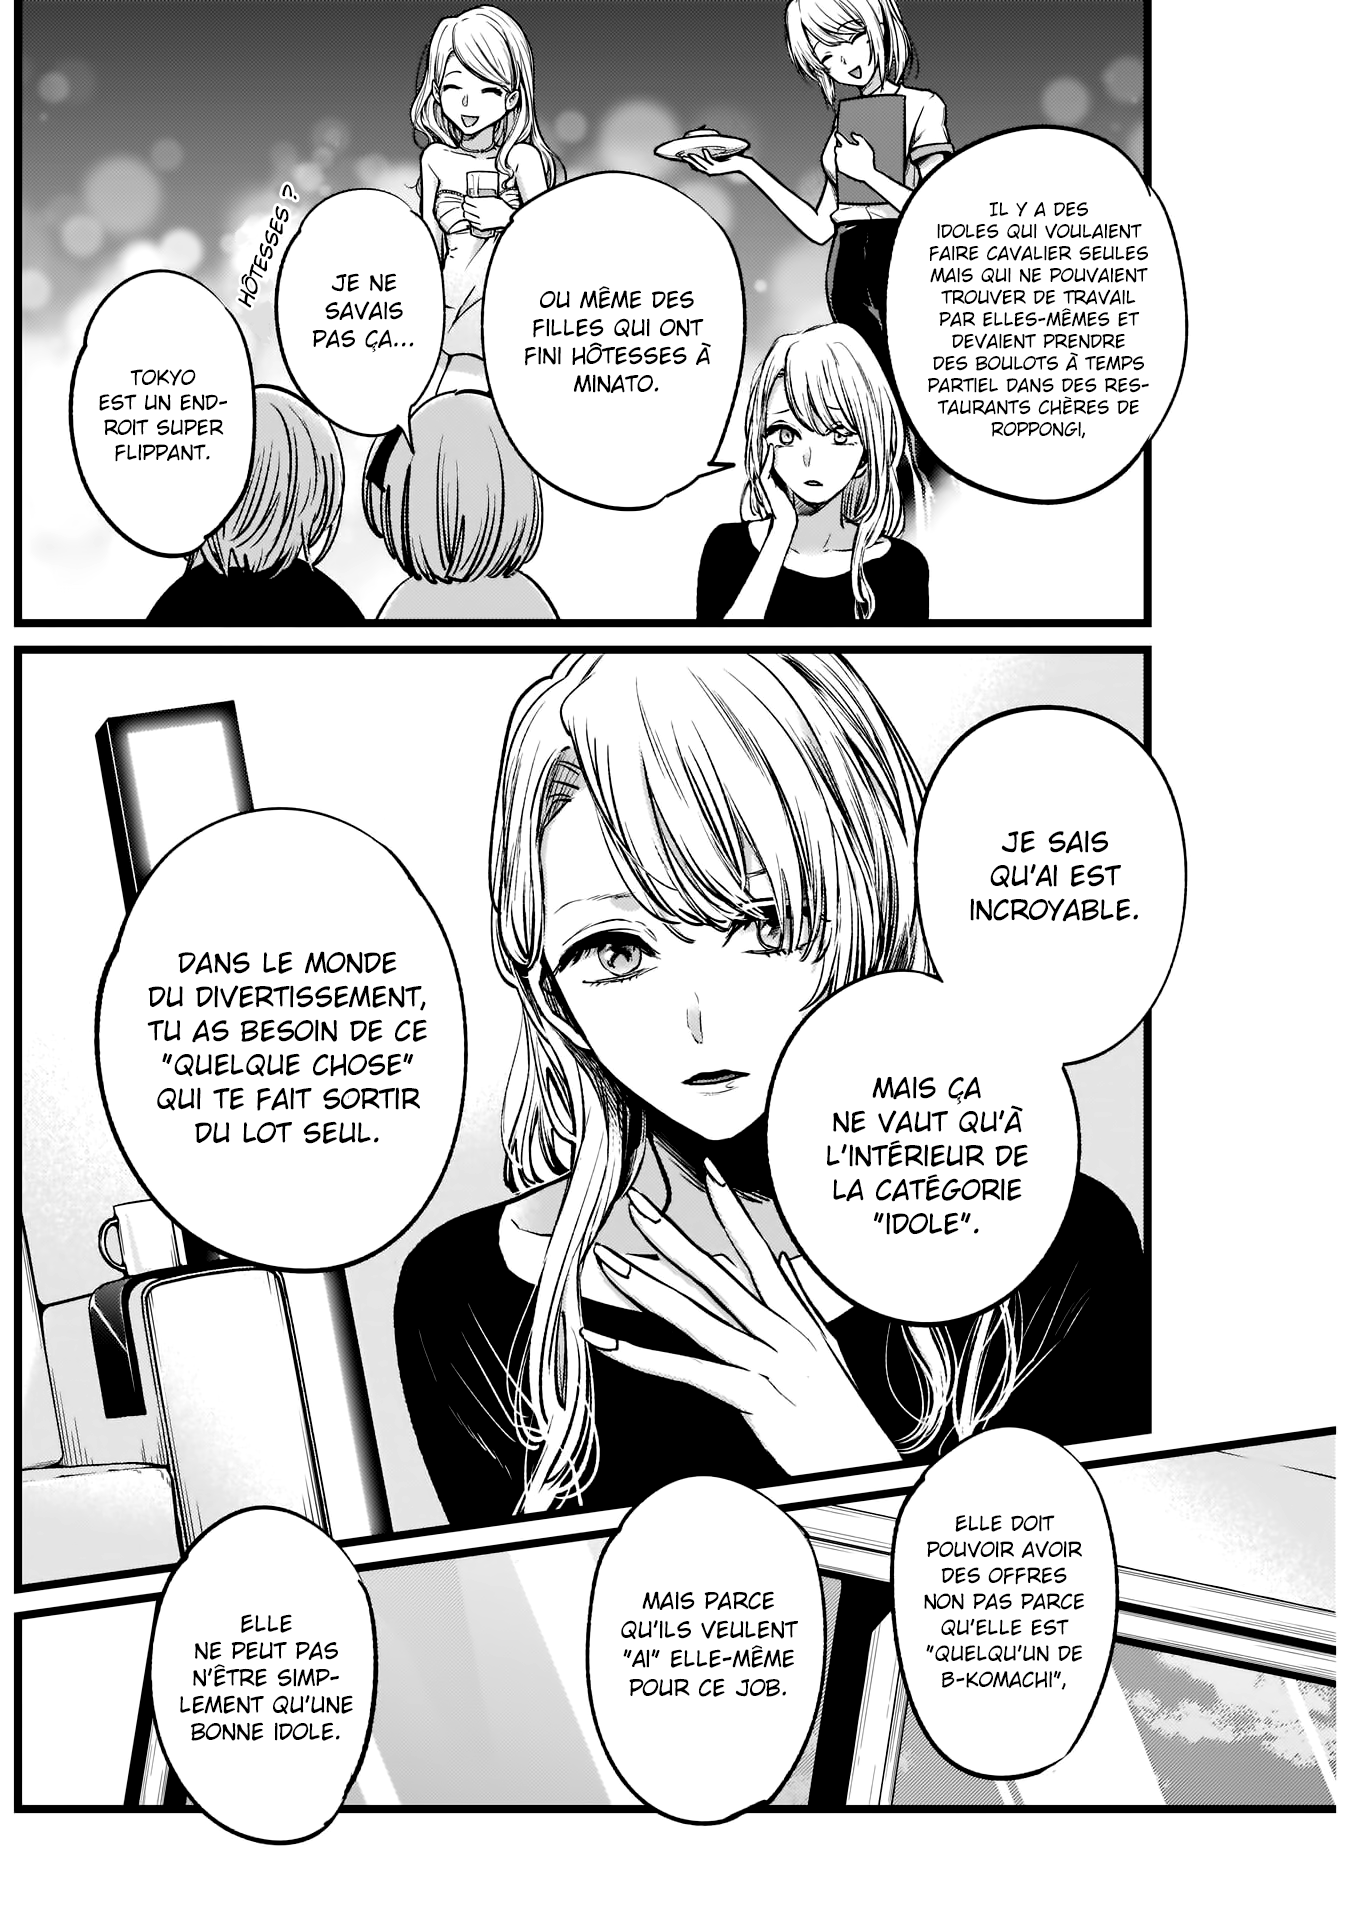 IL Y A DES
IDOLES QUI VOULAIENT
FAIRE CAVALIER SEULES
MAIS QUI NE POUVAIENT
TROUVER DE TRAVAIL
PAR ELLES-MÊMES ET
DEVAIENT PRENDRE
DES BOULOTS À TEMPS
PARTIEL DANS DES RES-
TAURANTS CHÈRES DE
ROPPONGI,
OU MÊME DES
FILLES QUI ONT
FINI HÔTESSES À
MINATO.
HÔTESSES ?
JE NE
SAVAIS
PAS ÇA...
TOKYO
EST UN END-
ROIT SUPER
FLIPPANT.
JE SAIS
QU'AI EST
INCROYABLE.
MAIS ÇA
NE VAUT QU'À
L'INTÉRIEUR DE
LA CATÉGORIE
"IDOLE".
DANS LE MONDE
DU DIVERTISSEMENT,
TU AS BESOIN DE CE
"QUELQUE CHOSE"
QUI TE FAIT SORTIR
DU LOT SEUL.
ELLE DOIT
POUVOIR AVOIR
DES OFFRES
NON PAS PARCE
QU'ELLE EST
"QUELQU'UN DE
B-KOMACHI",
MAIS PARCE
QU'ILS VEULENT
"AI" ELLE-MÊME
POUR CE JOB.
ELLE
NE PEUT PAS
N'ÊTRE SIMP-
LEMENT QU'UNE
BONNE IDOLE.